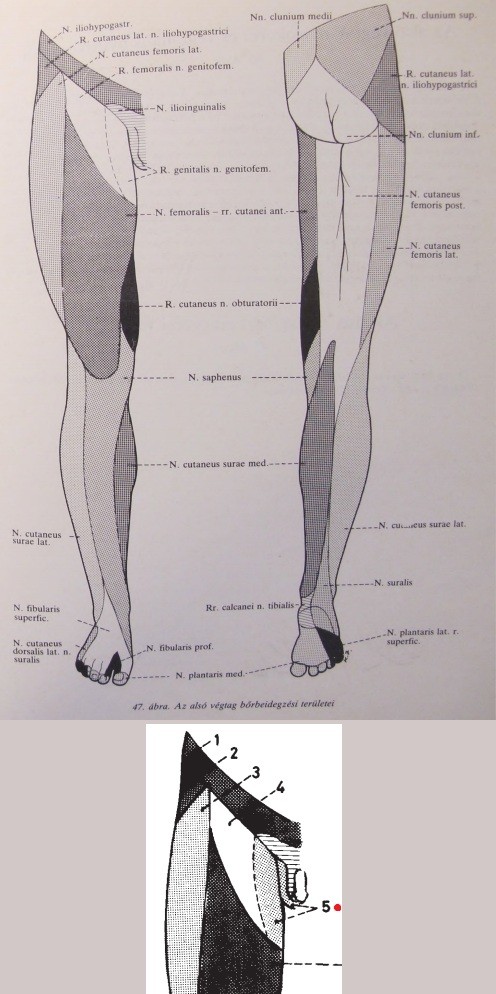 N. iliohypogastr.
R. cutaneus lat. n. iliohypogastrici
N. cutaneus femoris lat.
R. femoralis n. genitofem.
N. ilioinguinalis
R. genitalis n. genitofem.
N. femoralis – rr. cutanei ant.
R. cutaneus n. obturatorii
N. saphenus
N. cutaneus surae med.
N. cutaneus
surae lat.
N. fibularis
superfic.
N. cutaneus
dorsalis lat. n.
suralis
N. fibularis prof.
N. plantaris med.
Nn. clunium medii
Nn. clunium sup.
R. cutaneus lat.
n. iliohypogastrici
Nn. clunium inf.
N. cutaneus
femoris post.
N. cutaneus
femoris lat.
N. surae lat.
N. suralis
Rr. calcanei n. tibialis
N. plantaris lat. r.
superfic.
47. ábra. Az alsó végtag bőrbeidegzési területei
1
2
3
4
5